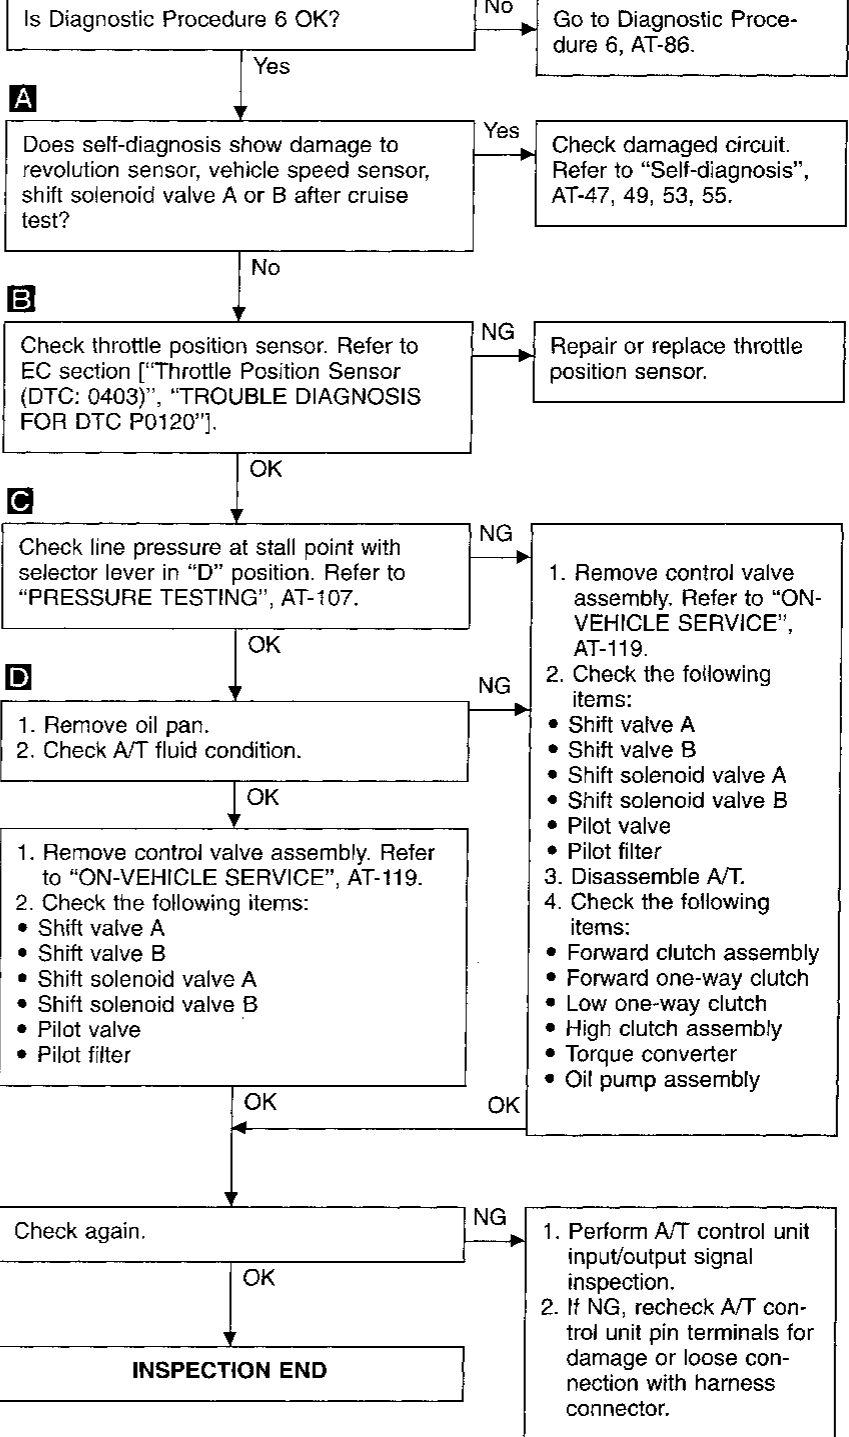 Is Diagnostic Procedure 6 OK?
No
Go to Diagnostic Proce-
dure 6, AT-86.
Yes
A
Does self-diagnosis show damage to
revolution sensor, vehicle speed sensor,
shift solenoid valve A or B after cruise
test?
Yes
Check damaged circuit.
Refer to “Self-diagnosis”,
AT-47, 49, 53, 55.
No
B
Check throttle position sensor. Refer to
EC section [“Throttle Position Sensor
(DTC: 0403)”, “TROUBLE DIAGNOSIS
FOR DTC P0120”].
NG
Repair or replace throttle
position sensor.
OK
C
Check line pressure at stall point with
selector lever in “D” position. Refer to
“PRESSURE TESTING”, AT-107.
NG
OK
D
1. Remove oil pan.
2. Check A/T fluid condition.
NG
OK
1. Remove control valve
assembly. Refer to “ON-
VEHICLE SERVICE”,
AT-119.
2. Check the following
items:
• Shift valve A
• Shift valve B
• Shift solenoid valve A
• Shift solenoid valve B
• Pilot valve
• Pilot filter
3. Disassemble A/T.
4. Check the following
items:
• Forward clutch assembly
• Forward one-way clutch
• Low one-way clutch
• High clutch assembly
• Torque converter
• Oil pump assembly
1. Remove control valve assembly. Refer
to “ON-VEHICLE SERVICE”, AT-119.
2. Check the following items:
• Shift valve A
• Shift valve B
• Shift solenoid valve A
• Shift solenoid valve B
• Pilot valve
• Pilot filter
OK
OK
Check again.
NG
1. Perform A/T control unit
input/output signal
inspection.
2. If NG, recheck A/T con-
trol unit pin terminals for
damage or loose con-
nection with harness
connector.
OK
INSPECTION END